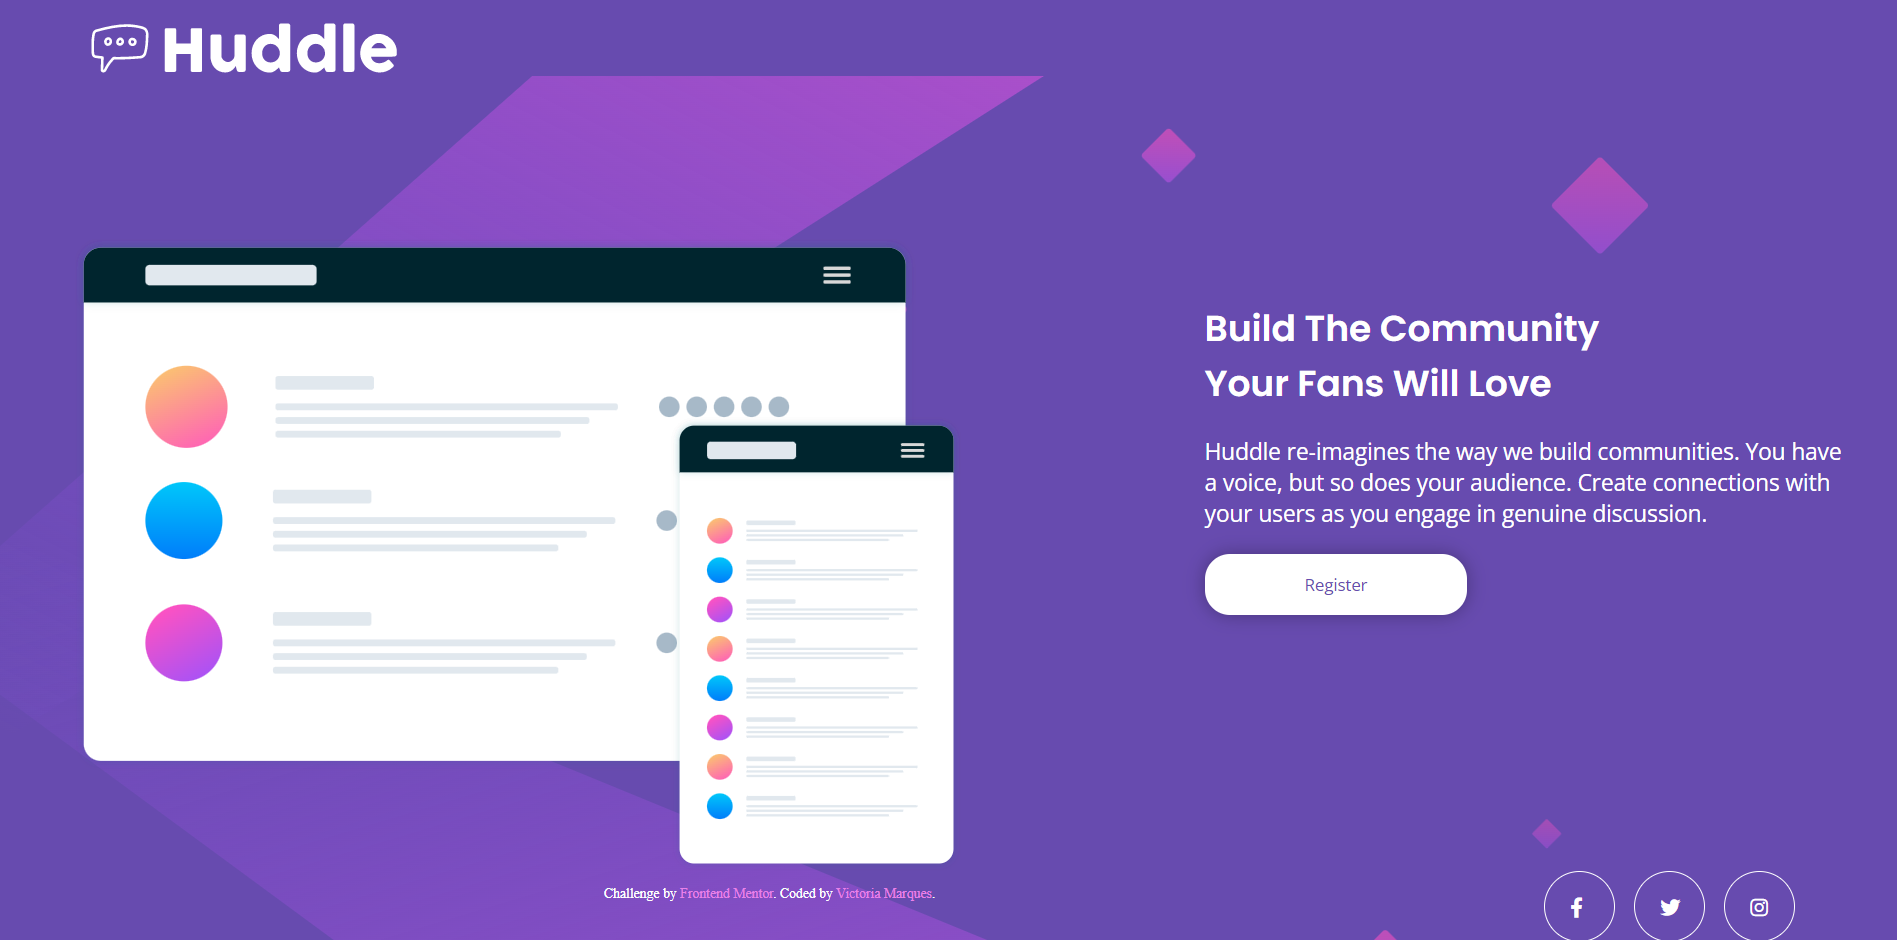 Huddle
Build The Community
Your Fans Will Love
Huddle re-imagines the way we build communities. You have
a voice, but so does your audience. Create connections with
your users as you engage in genuine discussion.
Register
Challenge by Frontend Mentor. Coded by Victoria Marques.